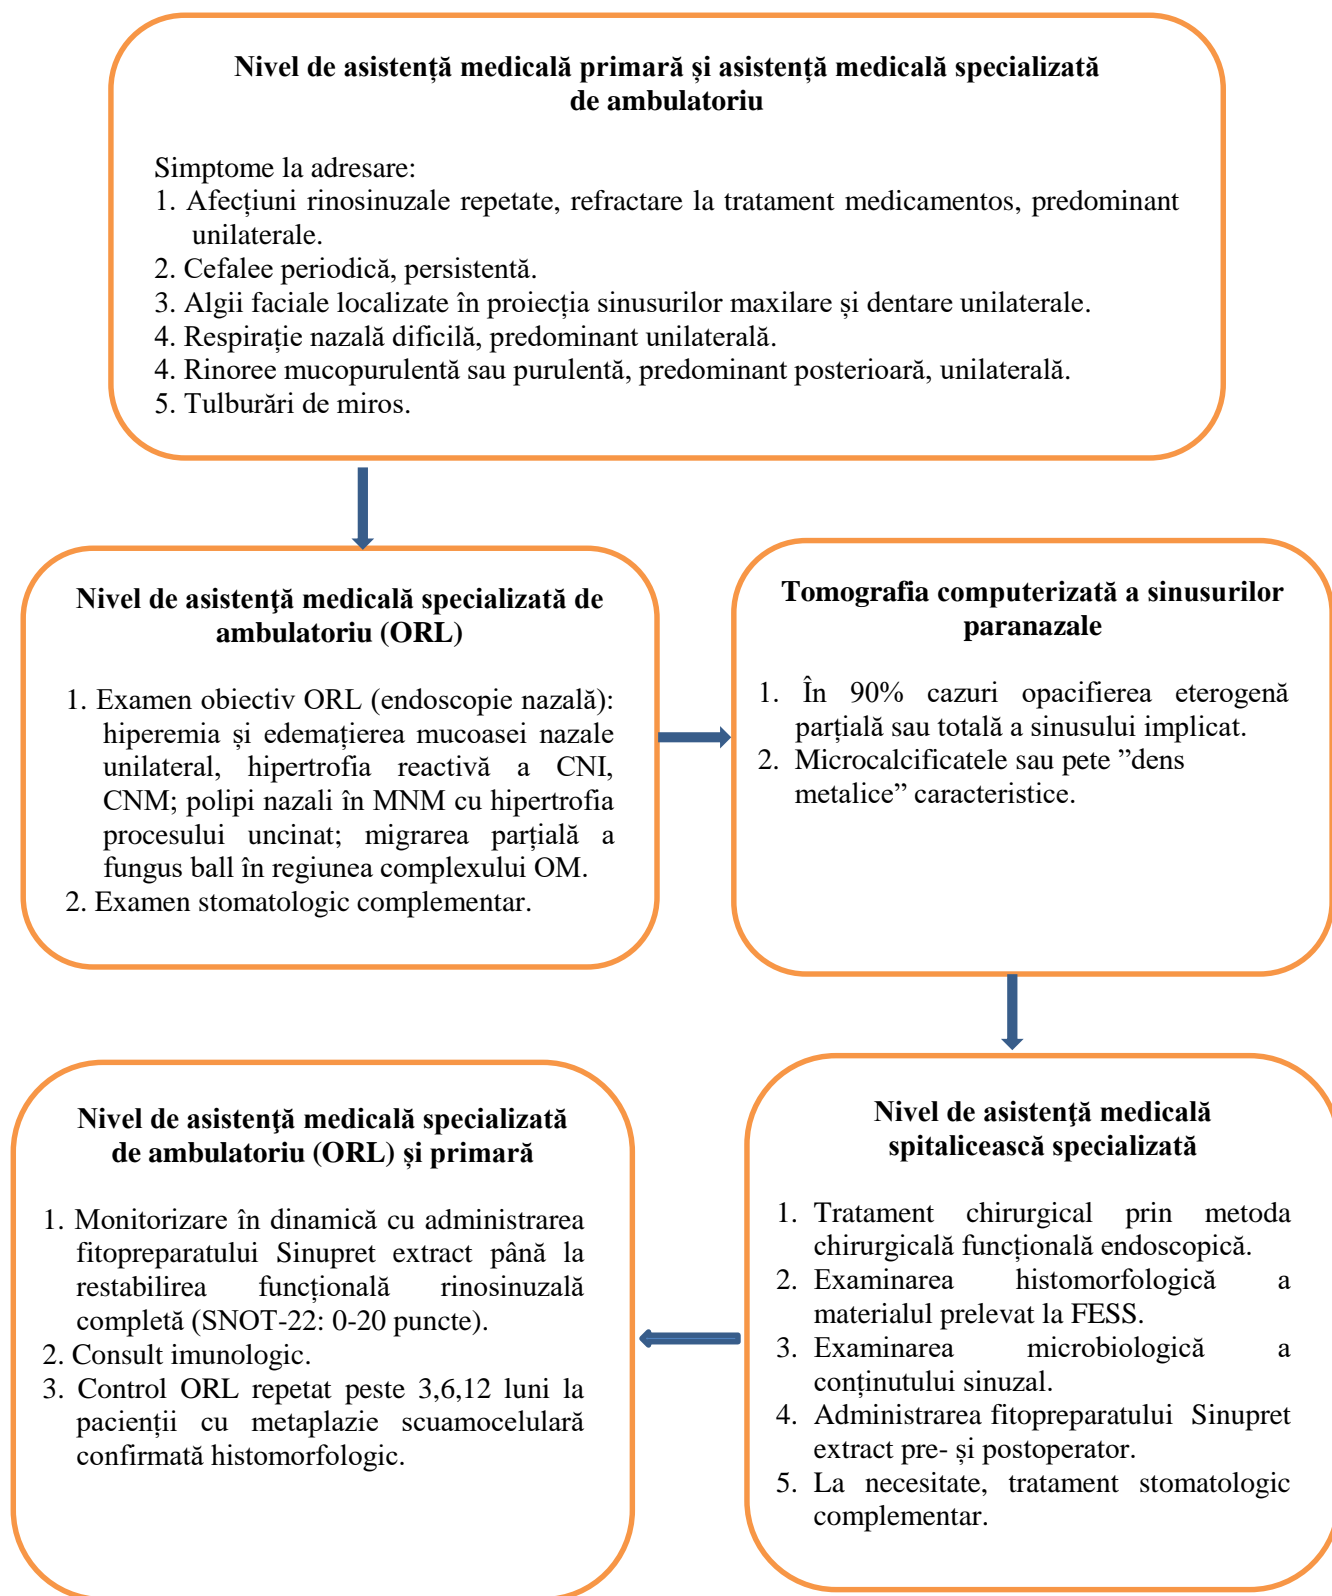 Nivel de asistență medicală primară și asistență medicală specializată
de ambulatoriu
Simptome la adresare:
1. Afecțiuni rinosinuzale repetate, refractare la tratament medicamentos, predominant
unilaterale.
2. Cefalee periodică, persistentă.
3. Algii faciale localizate în proiecția sinusurilor maxilare și dentare unilaterale.
4. Respirație nazală dificilă, predominant unilaterală.
4. Rinoree mucopurulentă sau purulentă, predominant posterioară, unilaterală.
5. Tulburări de miros.
Nivel de asistenţă medicală specializată de
ambulatoriu (ORL)
1. Examen obiectiv ORL (endoscopie nazală):
hiperemia și edemațierea mucoasei nazale
unilateral, hipertrofia reactivă a CNI,
CNM; polipi nazali în MNM cu hipertrofia
procesului uncinat; migrarea parțială a
fungus ball în regiunea complexului OM.
2. Examen stomatologic complementar.
Tomografia computerizată a sinusurilor
paranazale
1. În 90% cazuri opacifierea eterogenă
parțială sau totală a sinusului implicat.
2. Microcalcificatele sau pete ”dens
metalice” caracteristice.
Nivel de asistenţă medicală
spitalicească specializată
1. Tratament chirurgical prin metoda
chirurgicală funcțională endoscopică.
2. Examinarea histomorfologică a
materialul prelevat la FESS.
3. Examinarea microbiologică a
conținutului sinuzal.
4. Administrarea fitopreparatului Sinupret
extract pre- și postoperator.
5. La necesitate, tratament stomatologic
complementar.
Nivel de asistenţă medicală specializată
de ambulatoriu (ORL) și primară
1. Monitorizare în dinamică cu administrarea
fitopreparatului Sinupret extract până la
restabilirea funcțională rinosinuzală
completă (SNOT-22: 0-20 puncte).
2. Consult imunologic.
3. Control ORL repetat peste 3,6,12 luni la
pacienții cu metaplazie scuamocelulară
confirmată histomorfologic.